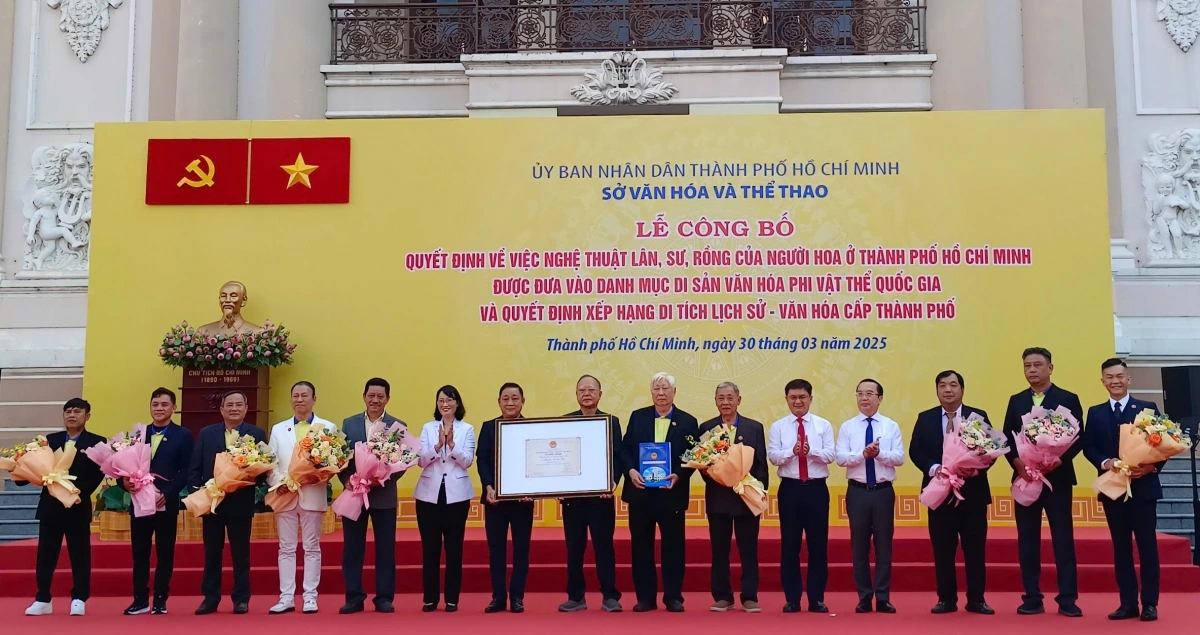 ỦY BAN NHÂN DÂN THÀNH PHỐ HỒ CHÍ MINH
SỞ VĂN HÓA VÀ THỂ THAO
LỄ CÔNG BỐ
QUYẾT ĐỊNH VỀ VIỆC NGHỆ THUẬT LÂN, SƯ, RỒNG CỦA NGƯỜI HOA Ở THÀNH PHỐ HỒ CHÍ MINH
ĐƯỢC ĐƯA VÀO DANH MỤC DI SẢN VĂN HÓA PHI VẬT THỂ QUỐC GIA
VÀ QUYẾT ĐỊNH XẾP HẠNG DI TÍCH LỊCH SỬ - VĂN HÓA CẤP THÀNH PHỐ
Thành phố Hồ Chí Minh, ngày 30 tháng 03 năm 2025
CHỦ TỊCH HỒ CHÍ MINH
(1890 - 1969)